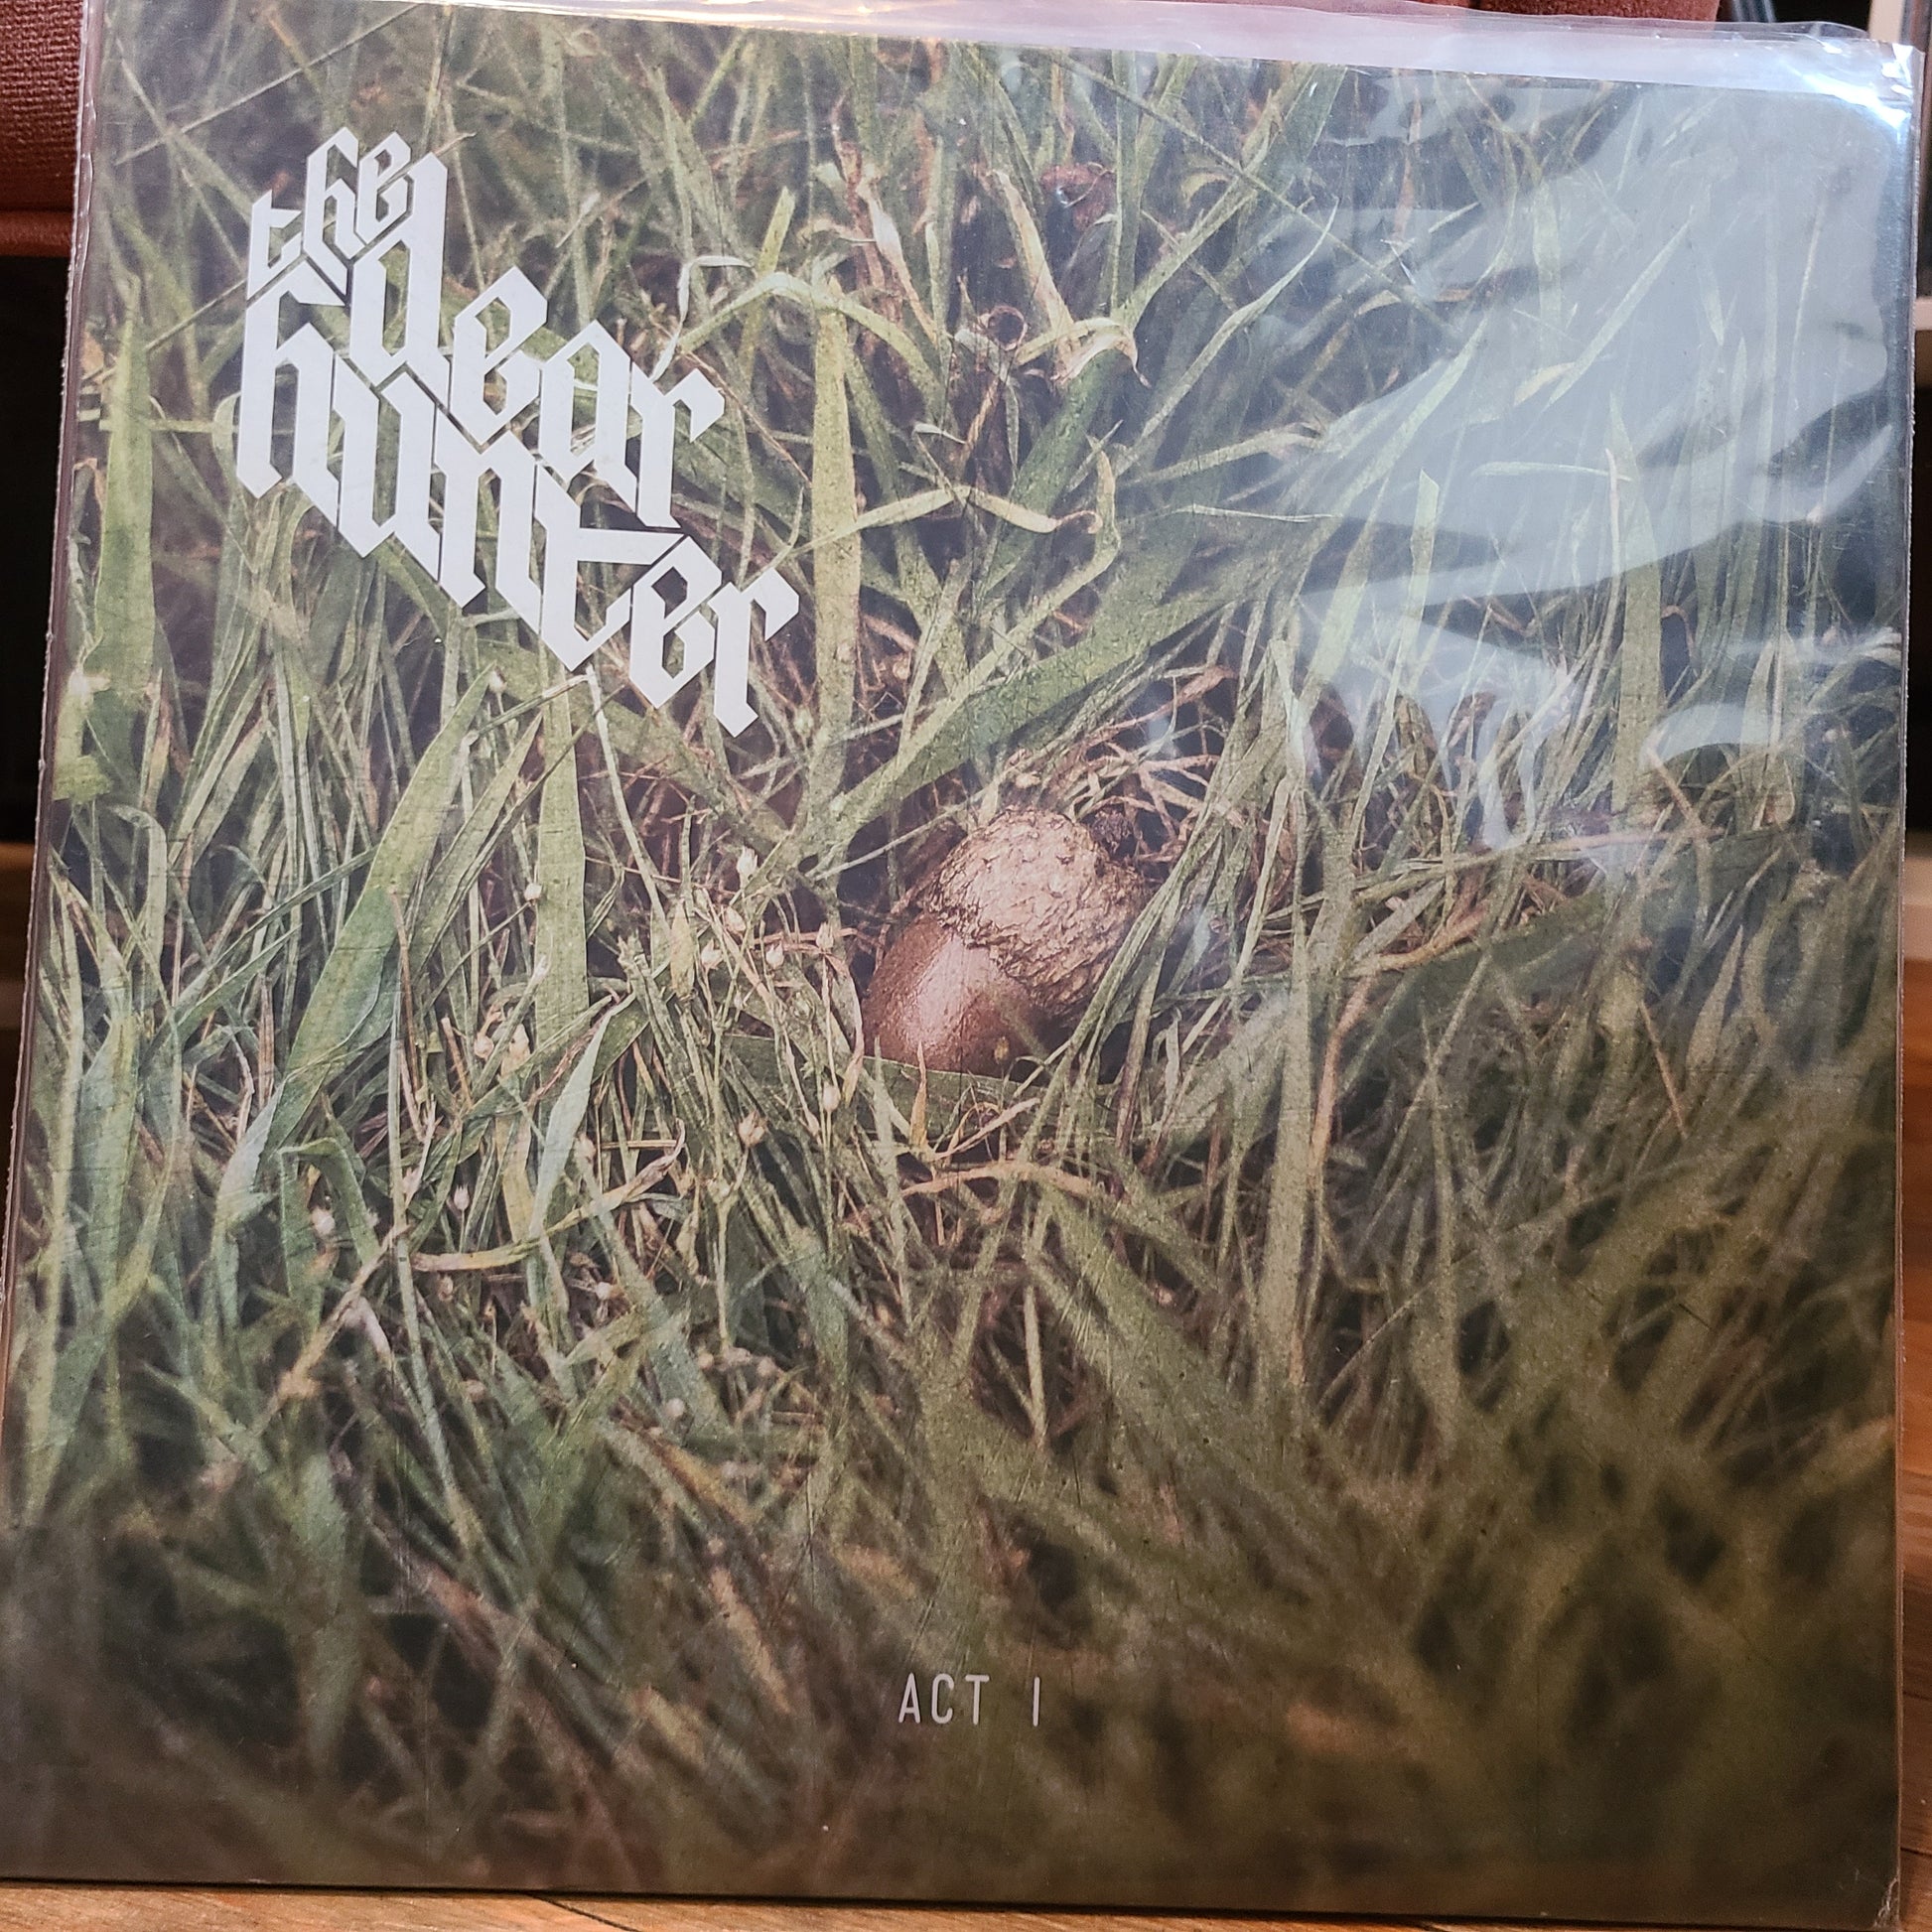 the
dear
hunter
ACT I